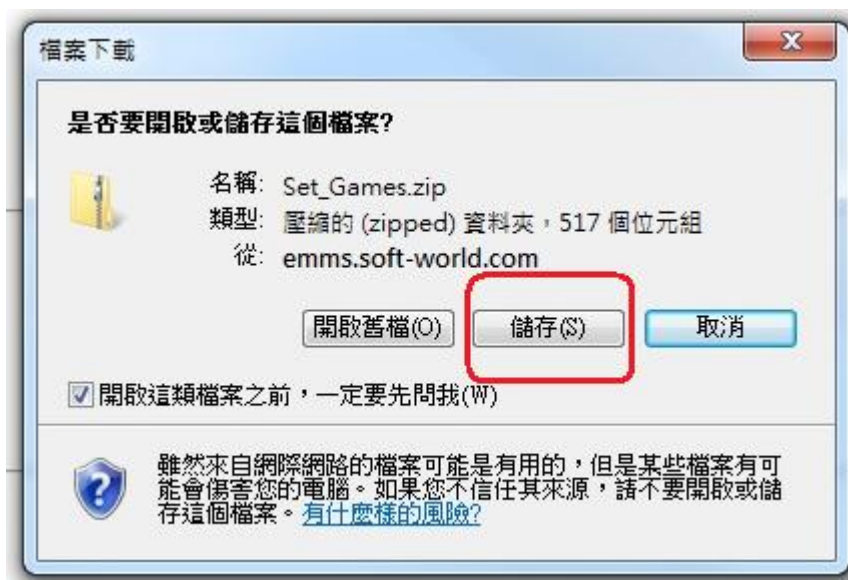 檔案下載
是否要開啟或儲存這個檔案?
名稱: Set_Games.zip
類型: 壓縮的 (zipped) 資料夾，517 個位元組
從: emms.soft-world.com
開啟舊檔(O) 儲存(S) 取消
開啟這類檔案之前，一定要先問我(W)
雖然來自網際網路的檔案可能是有用的，但是某些檔案有可
能會傷害您的電腦。如果您不信任其來源，請不要開啟或儲
存這個檔案。有什麼樣的風險?